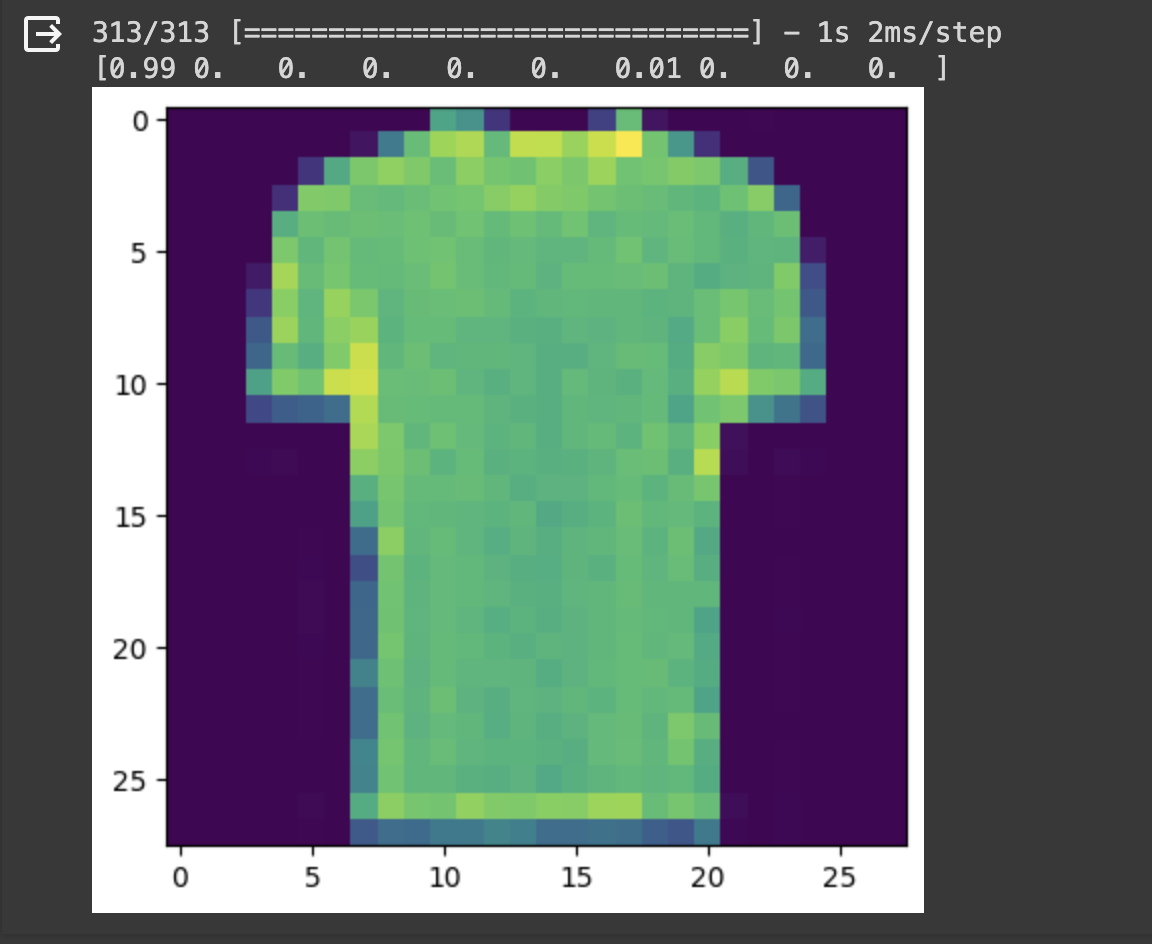 313/313 [==============================] - 1s 2ms/step
[0.99 0. 0. 0. 0. 0. 0.01 0. 0. 0. ]
0
5
10
15
20
25
0 5 10 15 20 25